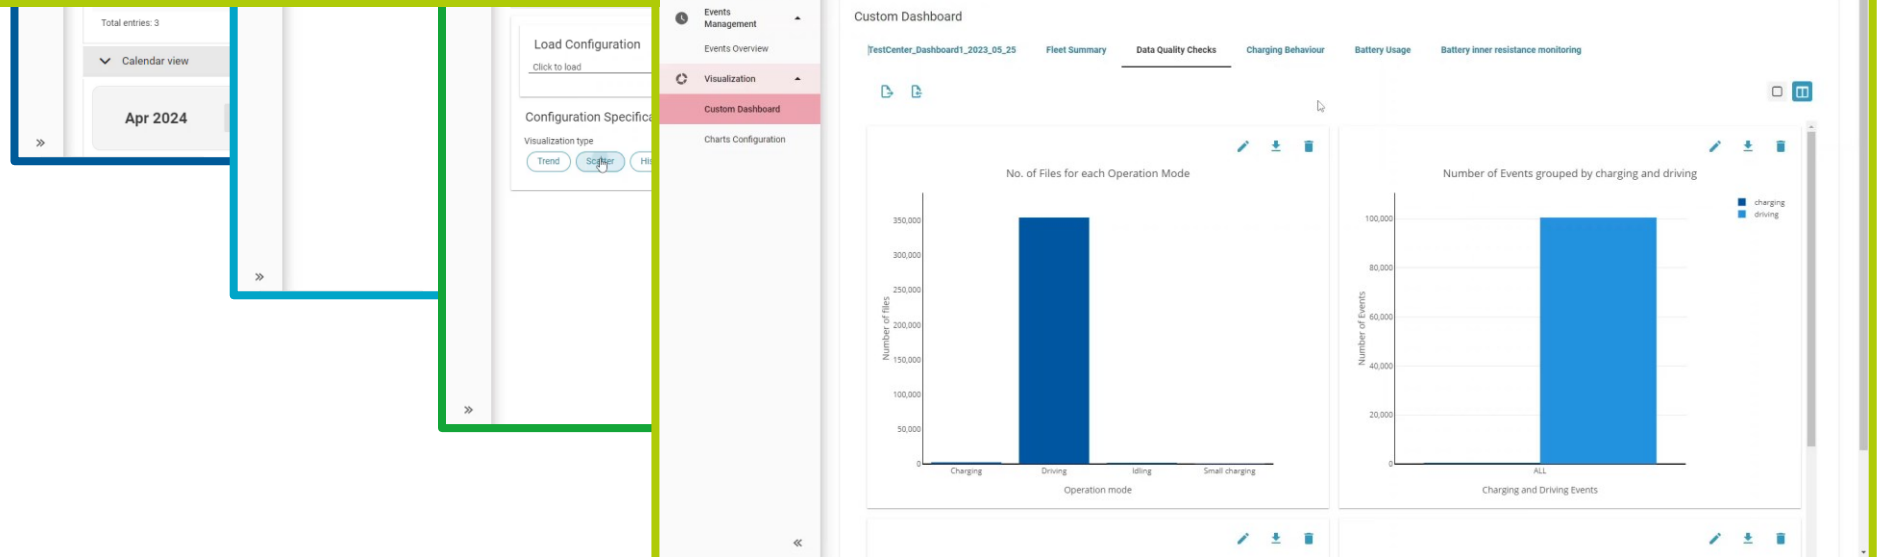 Total entries: 3
Calendar view
Apr 2024
Load Configuration
Click to load
Configuration Specifica
Visualization type
Trend
Scatter
His
Events
Management
Events Overview
Visualization
Custom Dashboard
Charts Configuration
Custom Dashboard
TestCenter_Dashboard1_2023_05_25
Fleet Summary
Data Quality Checks
Charging Behaviour
Battery Usage
Battery inner resistance monitoring
No. of Files for each Operation Mode
Number of files
350,000
300,000
250,000
200,000
150,000
100,000
50,000
0
Charging
Driving
Idling
Small charging
Operation mode
Number of Events grouped by charging and driving
charging
driving
Number of Events
100,000
80,000
60,000
40,000
20,000
0
ALL
Charging and Driving Events